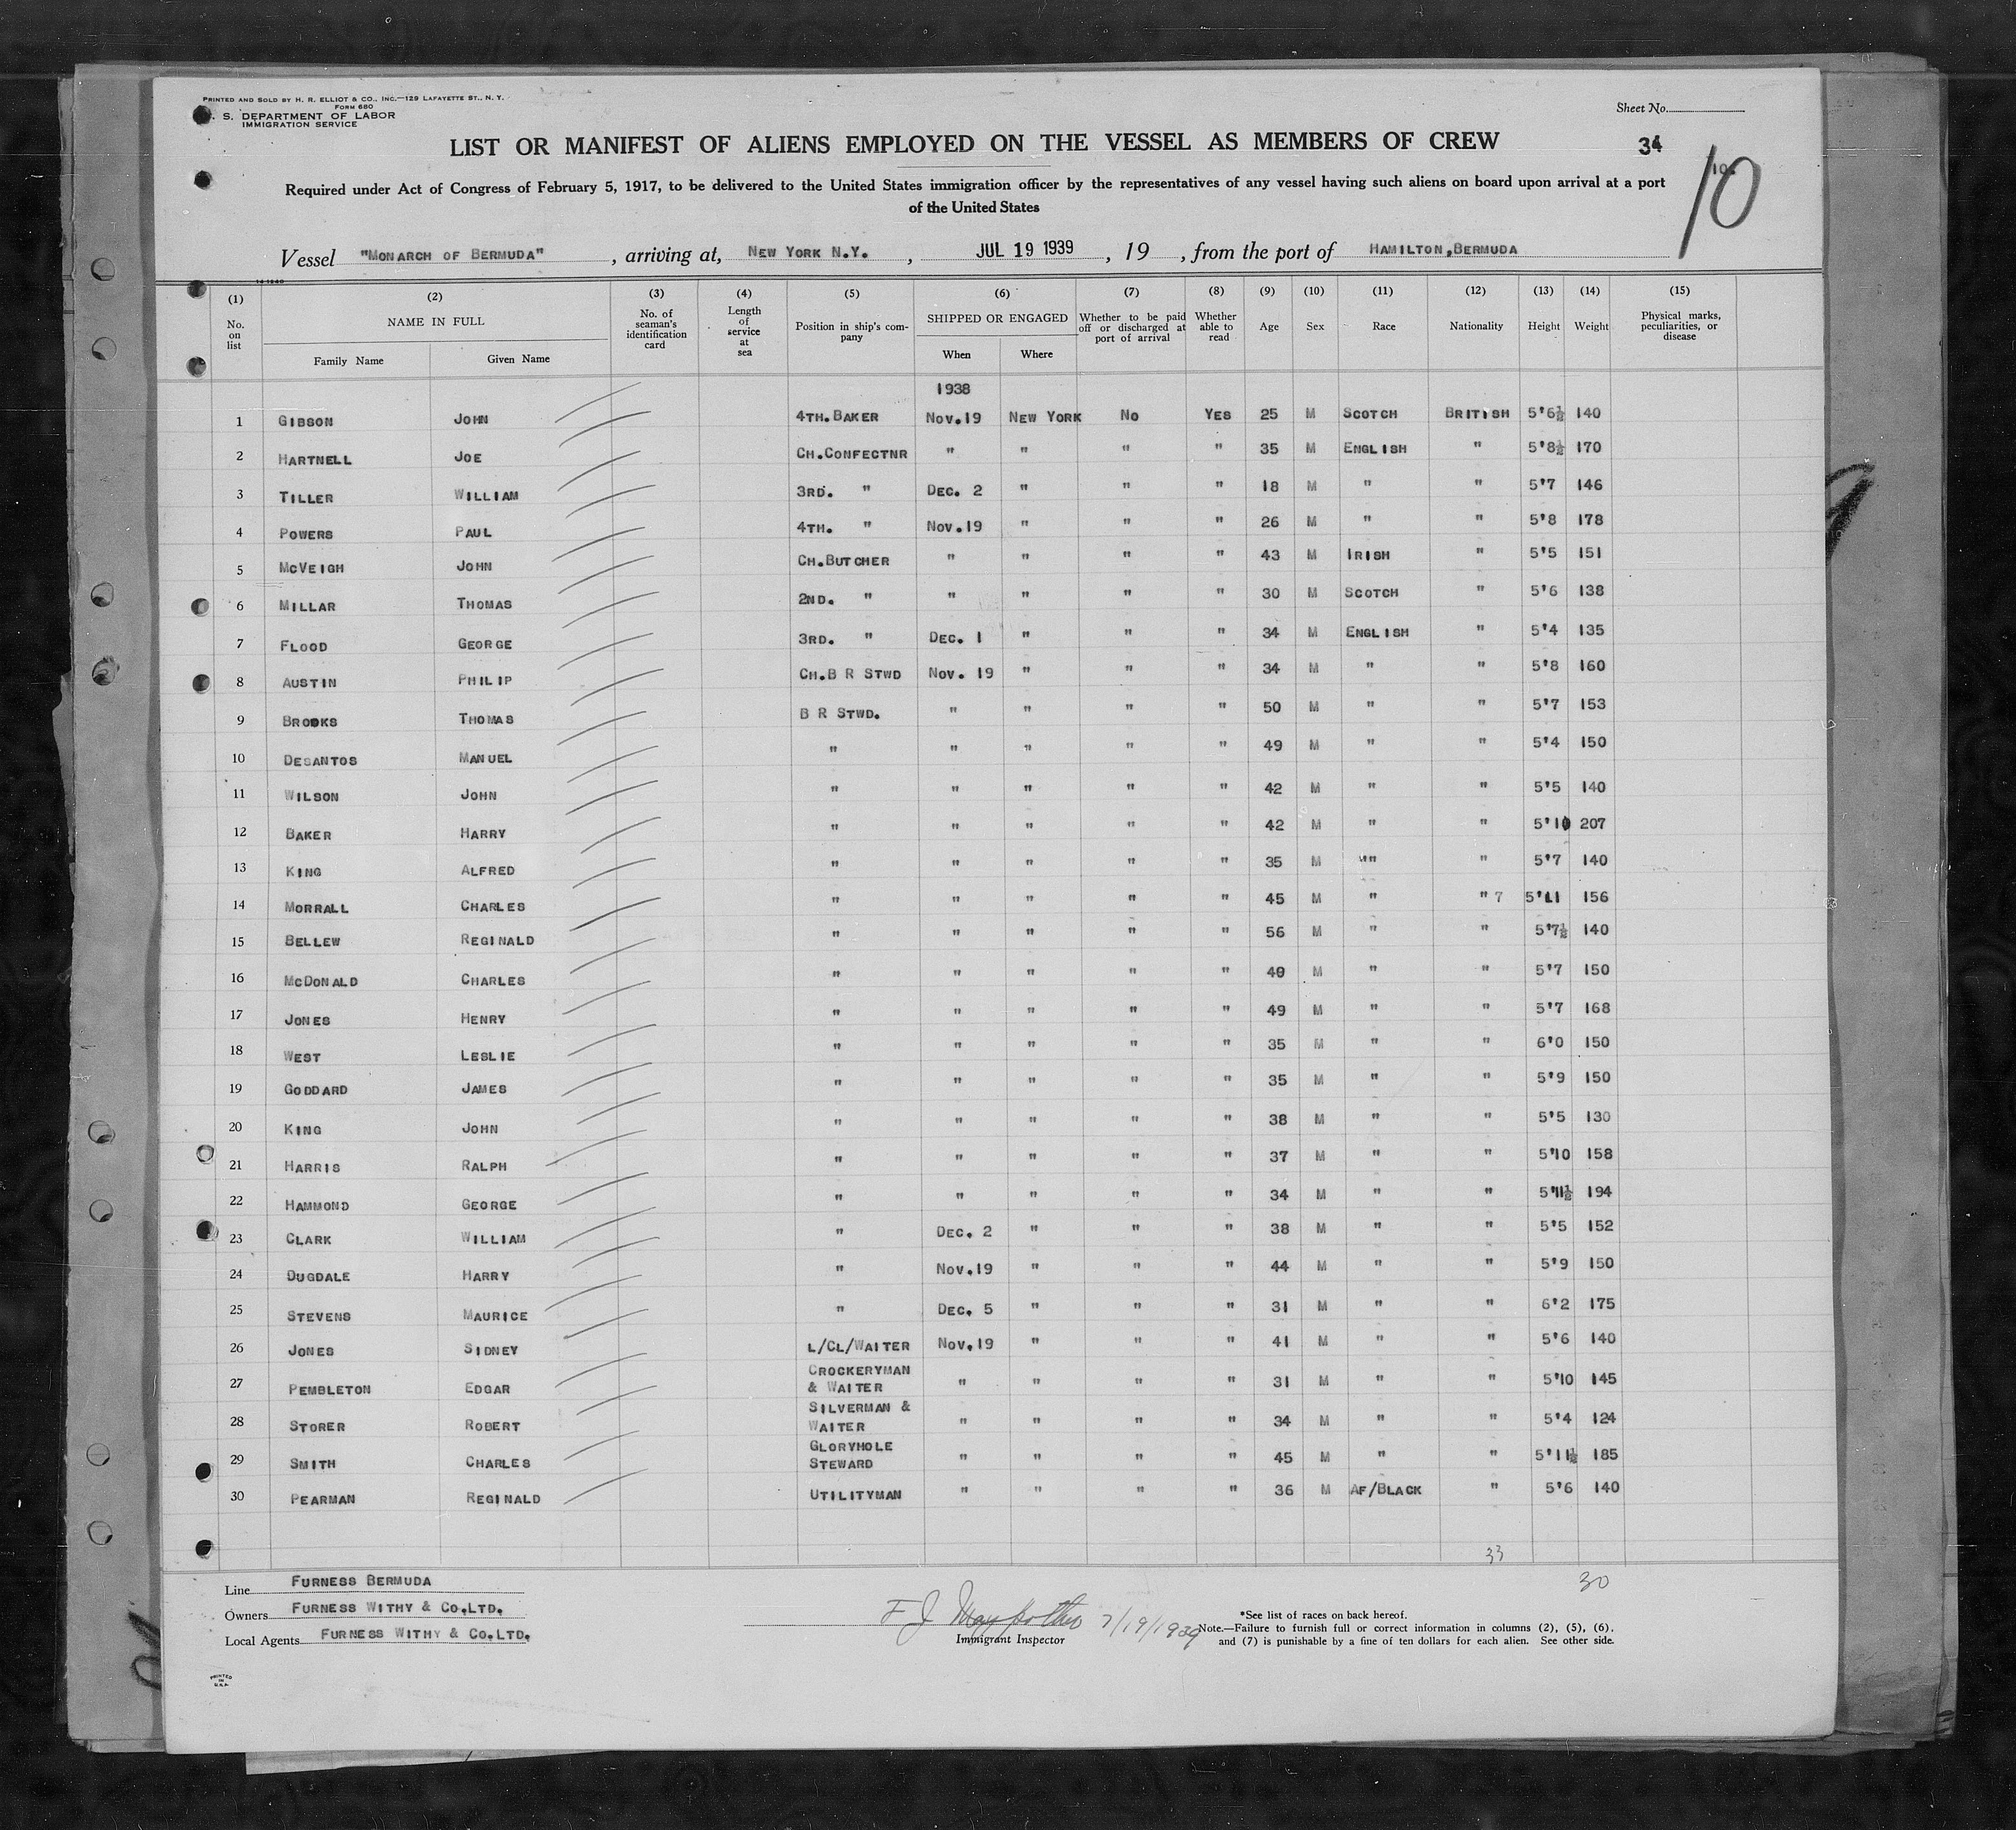 PRINTED AND SOLD BY H. R. ELLIOT & CO., INC.—129 LAFAYETTE ST., N. Y.
FORM 680
S. DEPARTMENT OF LABOR
IMMIGRATION SERVICE
Sheet No.
LIST OR MANIFEST OF ALIENS EMPLOYED ON THE VESSEL AS MEMBERS OF CREW
34
10
Required under Act of Congress of February 5, 1917, to be delivered to the United States immigration officer by the representatives of any vessel having such aliens on board upon arrival at a port
of the United States
Vessel "MONARCH OF BERMUDA", arriving at, NEW YORK N.Y., JUL 19 1939, 19, from the port of HAMILTON, BERMUDA
(1) (2) (3) (4) (5) (6) (7) (8) (9) (10) (11) (12) (13) (14) (15)
No. on list NAME IN FULL Family Name Given Name No. of seaman's identification card Length of service at sea Position in ship's company SHIPPED OR ENGAGED When Where Whether to be paid off or discharged at port of arrival Whether able to read Age Sex Race Nationality Height Weight Physical marks, peculiarities, or disease
1938
1 GIBSON JOHN 4TH. BAKER NOV. 19 NEW YORK NO YES 25 M SCOTCH BRITISH 5'6½ 140
2 HARTNELL JOE CH. CONFECTNR " " " " 35 M ENGLISH " 5'8½ 170
3 TILLER WILLIAM 3RD. " DEC. 2 " " " 18 M " " 5'7 146
4 POWERS PAUL 4TH. " NOV. 19 " " " 26 M " " 5'8 178
5 MCVEIGH JOHN CH. BUTCHER " " " " 43 M IRISH " 5'5 151
6 MILLAR THOMAS 2ND. " " " " " 30 M SCOTCH " 5'6 138
7 FLOOD GEORGE 3RD. " DEC. 1 " " " 34 M ENGLISH " 5'4 135
8 AUSTIN PHILIP CH. B R STWD NOV. 19 " " " 34 M " " 5'8 160
9 BROOKS THOMAS B R STWD. " " " " 50 M " " 5'7 153
10 DESANTOS MANUEL " " " " " 49 M " " 5'4 150
11 WILSON JOHN " " " " " 42 M " " 5'5 140
12 BAKER HARRY " " " " " 42 M " " 5'10 207
13 KING ALFRED " " " " " 35 M "" " 5'7 140
14 MORRALL CHARLES " " " " " 45 M " " 7 5'11 156
15 BELLEW REGINALD " " " " " 56 M " " 5'7½ 140
16 MCDONALD CHARLES " " " " " 49 M " " 5'7 150
17 JONES HENRY " " " " " 49 M " " 5'7 168
18 WEST LESLIE " " " " " 35 M " " 6'0 150
19 GODDARD JAMES " " " " " 35 M " " 5'9 150
20 KING JOHN " " " " " 38 M " " 5'5 130
21 HARRIS RALPH " " " " " 37 M " " 5'10 158
22 HAMMOND GEORGE " " " " " 34 M " " 5'11½ 194
23 CLARK WILLIAM " DEC. 2 " " " 38 M " " 5'5 152
24 DUGDALE HARRY " NOV. 19 " " " 44 M " " 5'9 150
25 STEVENS MAURICE " DEC. 5 " " " 31 M " " 6'2 175
26 JONES SIDNEY L/CL/WAITER NOV. 19 " " " 41 M " " 5'6 140
27 PEMBLETON EDGAR CROCKERYMAN & WAITER " " " " 31 M " " 5'10 145
28 STORER ROBERT SILVERMAN & WAITER " " " " 34 M " " 5'4 124
29 SMITH CHARLES GLORYHOLE STEWARD " " " " 45 M " " 5'11½ 185
30 PEARMAN REGINALD UTILITYMAN " " " " 36 M AF/BLACK " 5'6 140
33
30
Line FURNESS BERMUDA
Owners FURNESS WITHY & CO. LTD.
Local Agents FURNESS WITHY & CO. LTD.
F J 7/19/1939
Immigrant Inspector
*See list of races on back hereof.
Note.—Failure to furnish full or correct information in columns (2), (5), (6),
and (7) is punishable by a fine of ten dollars for each alien. See other side.
PRINTED
IN
U.S.A.